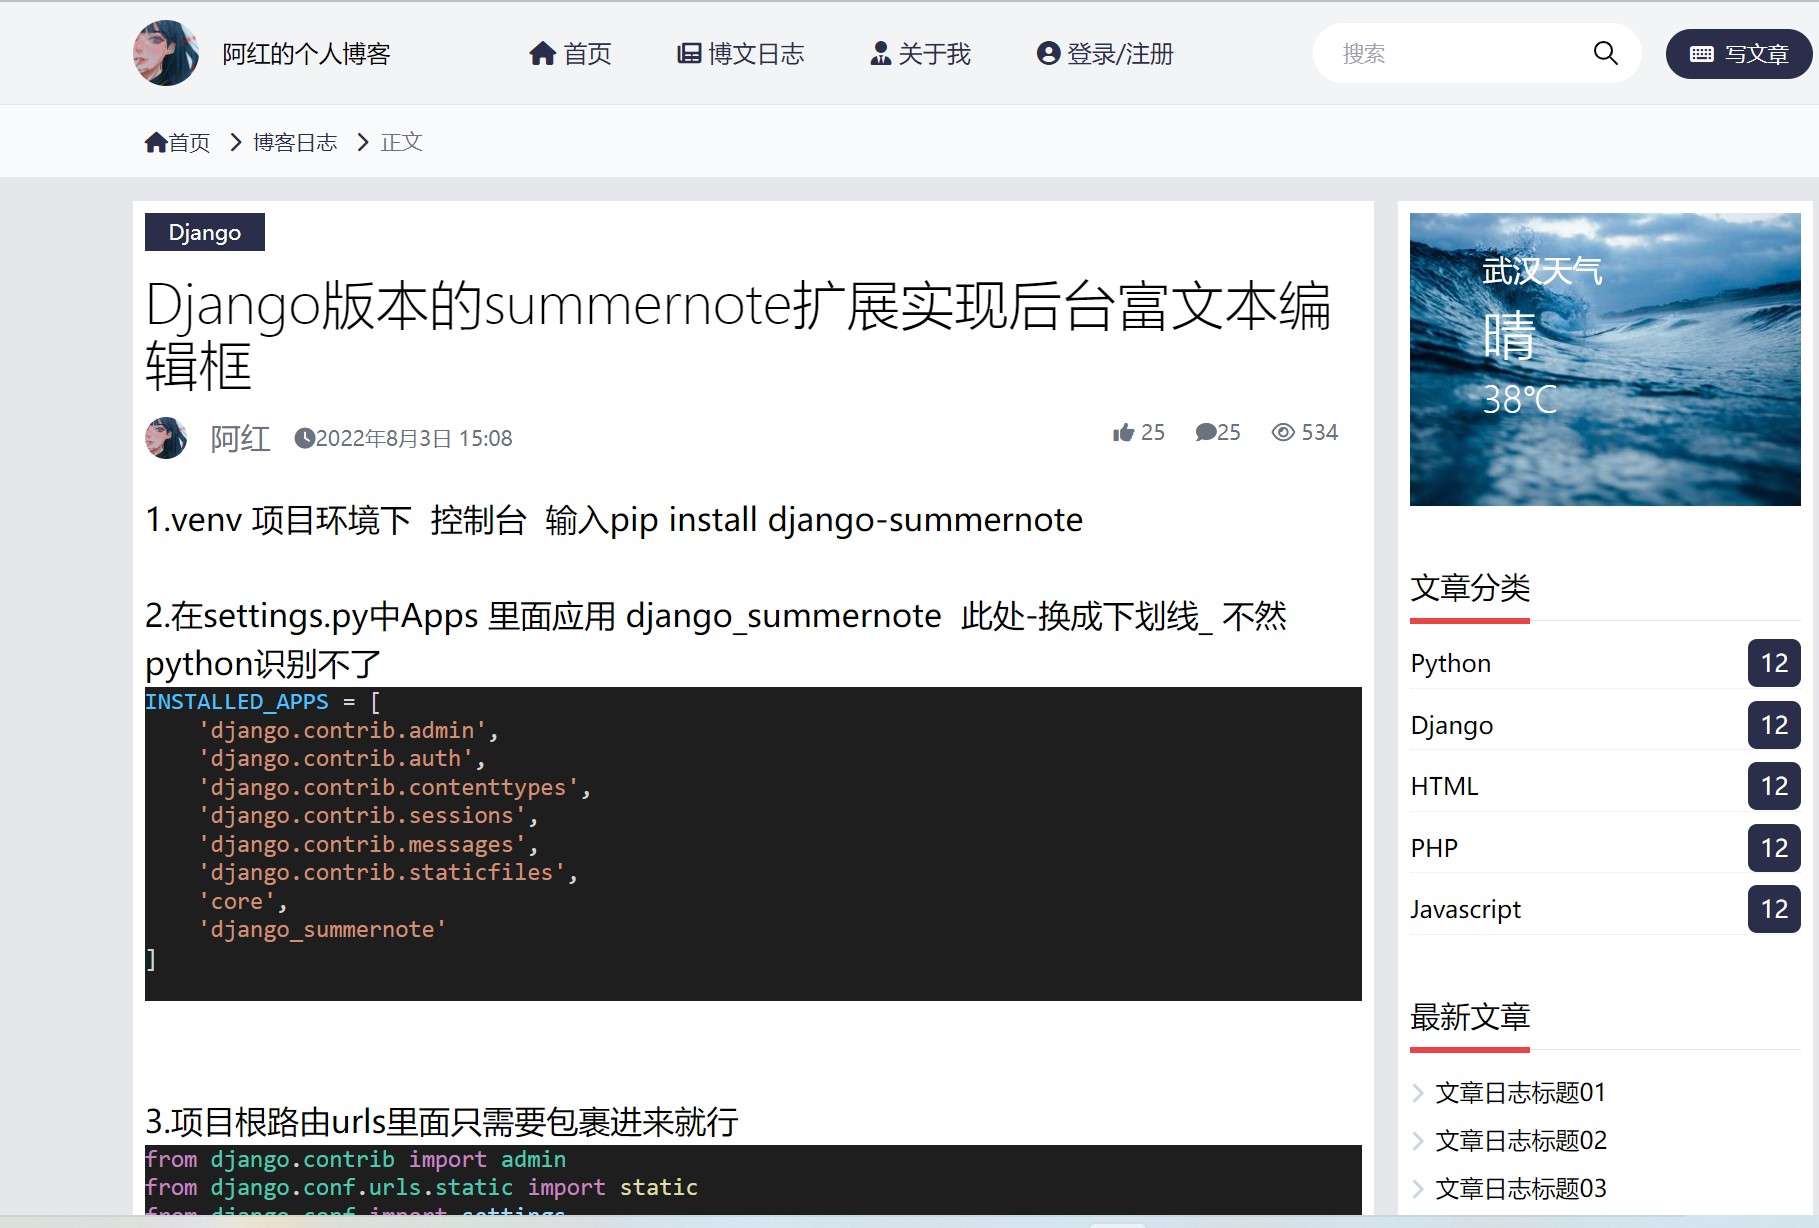 阿红的个人博客
首页
博文日志
关于我
登录/注册
搜索
写文章
首页 博客日志 正文
Django
Django版本的summernote扩展实现后台富文本编
辑框
阿红 2022年8月3日 15:08
25 25 534
1.venv 项目环境下 控制台 输入pip install django-summernote
2.在settings.py中Apps 里面应用 django_summernote 此处-换成下划线_ 不然
python识别不了
INSTALLED_APPS = [
    'django.contrib.admin',
    'django.contrib.auth',
    'django.contrib.contenttypes',
    'django.contrib.sessions',
    'django.contrib.messages',
    'django.contrib.staticfiles',
    'core',
    'django_summernote'
]
3.项目根路由urls里面只需要包裹进来就行
from django.contrib import admin
from django.conf.urls.static import static
from django.conf import settings
武汉天气
晴
38℃
文章分类
Python 12
Django 12
HTML 12
PHP 12
Javascript 12
最新文章
文章日志标题01
文章日志标题02
文章日志标题03